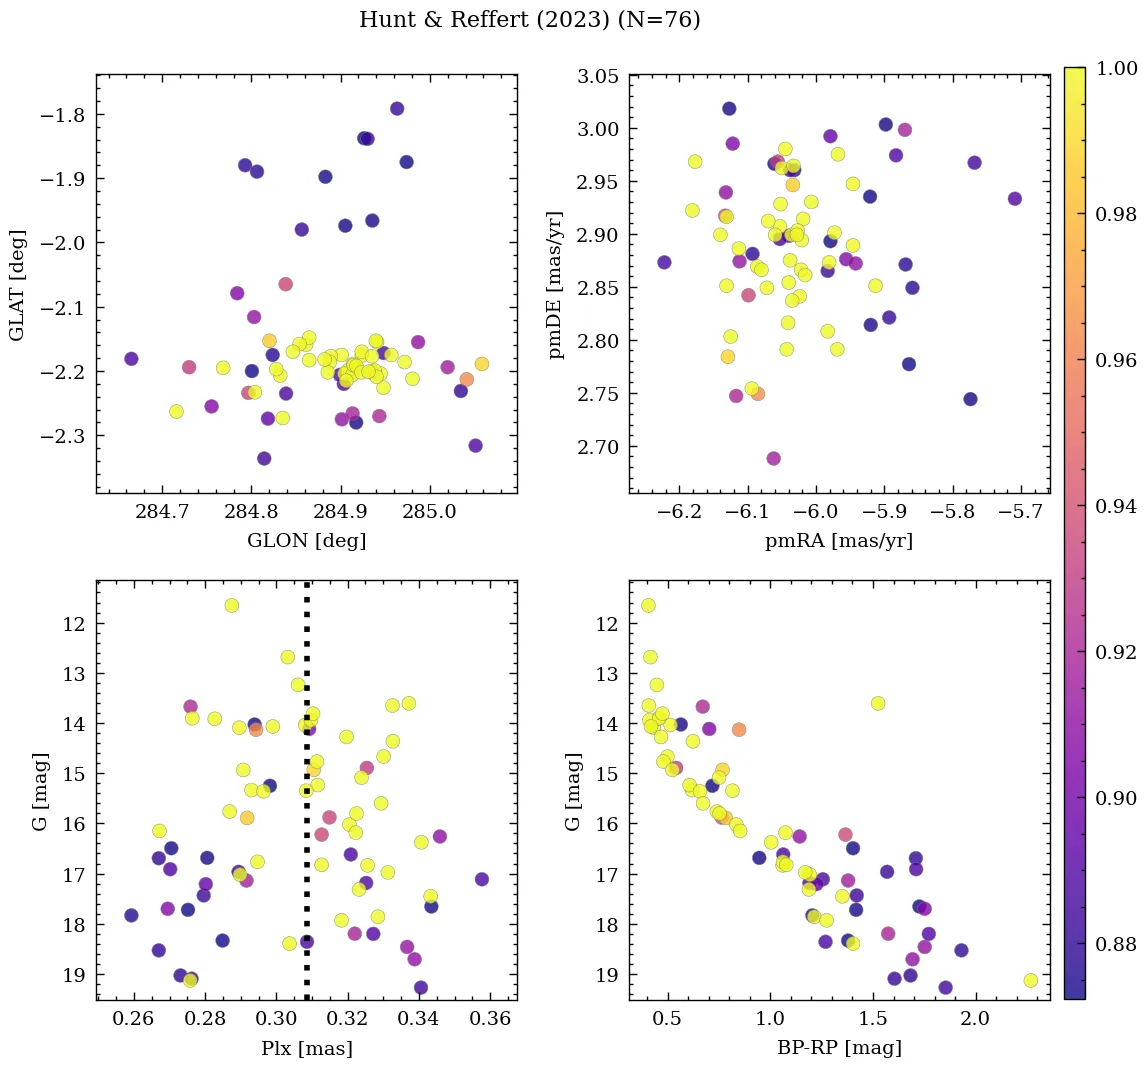 Hunt & Reffert (2023) (N=76)
−1.8
−1.9
−2.0
−2.1
−2.2
−2.3
GLAT [deg]
284.7 284.8 284.9 285.0
GLON [deg]
3.05
3.00
2.95
2.90
2.85
2.80
2.75
2.70
pmDE [mas/yr]
−6.2 −6.1 −6.0 −5.9 −5.8 −5.7
pmRA [mas/yr]
12
13
14
15
16
17
18
19
G [mag]
0.26 0.28 0.30 0.32 0.34 0.36
Plx [mas]
12
13
14
15
16
17
18
19
G [mag]
0.5 1.0 1.5 2.0
BP-RP [mag]
1.00
0.98
0.96
0.94
0.92
0.90
0.88